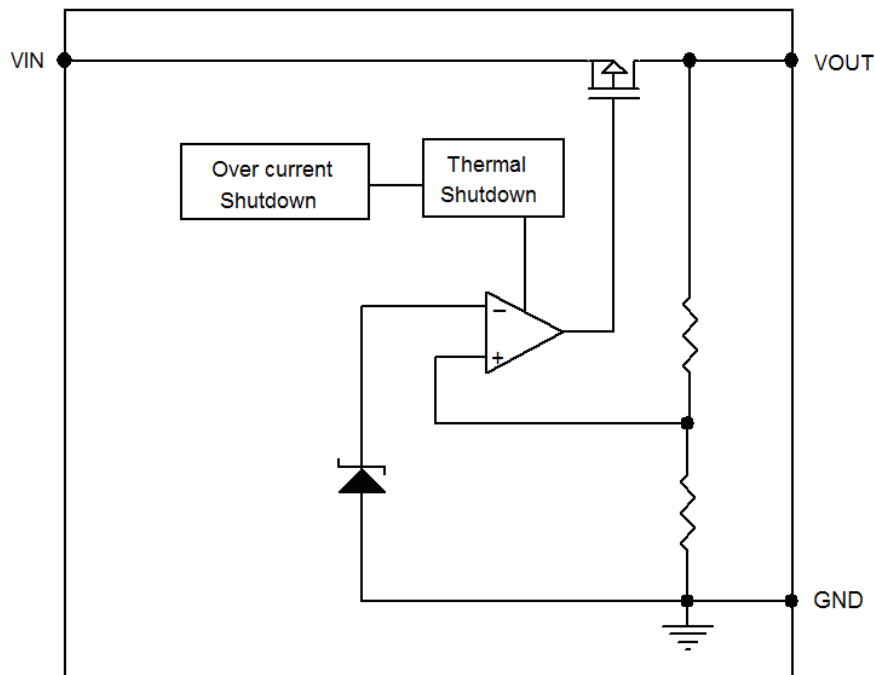 VIN
VOUT
Over current
Shutdown
Thermal
Shutdown
−
+
GND